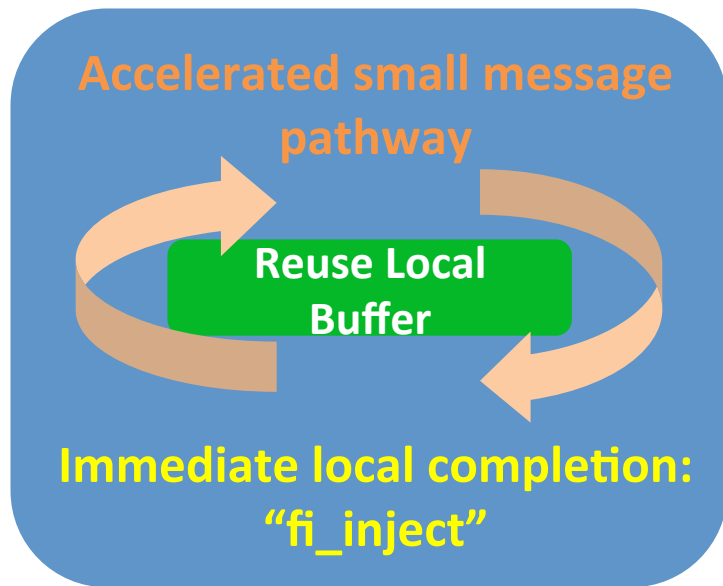 Accelerated small message
pathway
Reuse Local
Buffer
Immediate local completion:
“fi_inject”